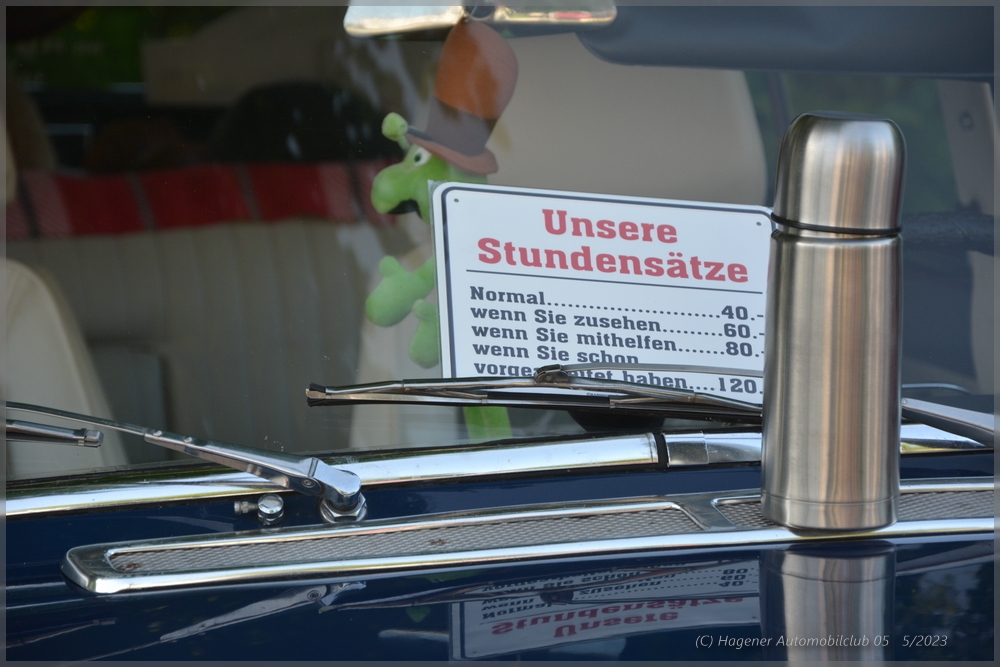 Unsere
Stundensätze
Normal......................40.-
wenn Sie zusehen........60.-
wenn Sie mithelfen.......80.-
wenn Sie schon
haben....120.
(C) Hagener Automobilclub 05 5/2023